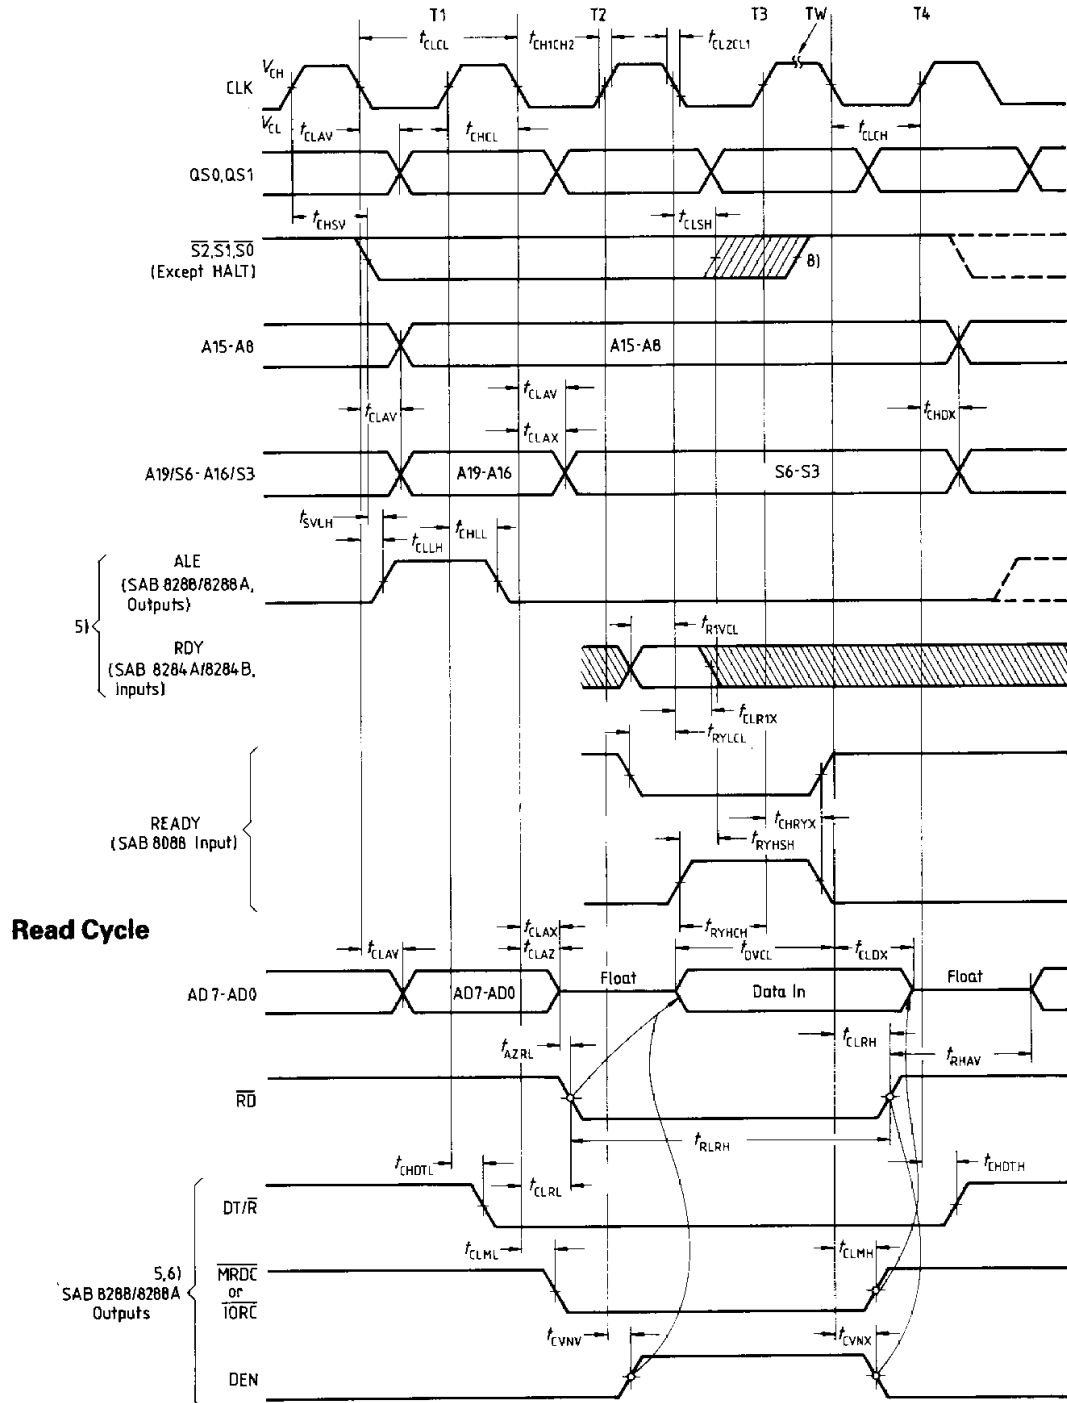 T1 T2 T3 TW T4
tCLCL tCH1CH2 tCL2CL1
VCH
CLK
VCL
tCLAV tCHCL tCLCH
QS0,QS1
tCHSV tCLSH
S2,S1,S0
(Except HALT)
8)
A15-A8 A15-A8
tCLAV tCLAV tCHDX
tCLAX
A19/S6-A16/S3 A19-A16 S6-S3
tSVLH tCLLH tCHLL
ALE
(SAB 8288/8288A,
Outputs)
5)
tR1VCL
RDY
(SAB 8284A/8284B,
Inputs)
tCLR1X
tRYLCL
READY
(SAB 8088 Input)
tCHRYX
tRYHSH
Read Cycle
tCLAX tRYHCH tDVCL tCLDX
tCLAV tCLAZ
AD7-AD0 AD7-AD0 Float Data In Float
tAZRL tCLRH tRHAV
RD
tRLRH
tCHDTL tCLRL tCHDTH
DT/R
tCLML tCLMH
5,6)
SAB 8288/8288A
Outputs
MRDC
or
IORC
tCVNV tCVNX
DEN